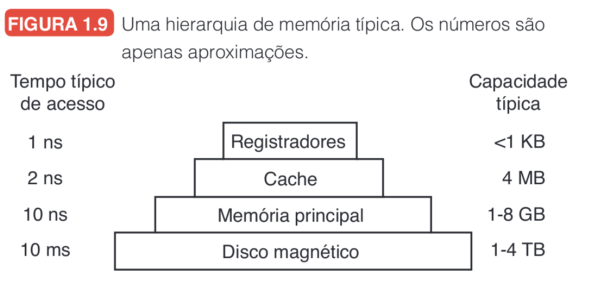 FIGURA 1.9 Uma hierarquia de memória típica. Os números são
apenas aproximações.
Tempo típico Capacidade
de acesso típica
1 ns Registradores <1 KB
2 ns Cache 4 MB
10 ns Memória principal 1-8 GB
10 ms Disco magnético 1-4 TB